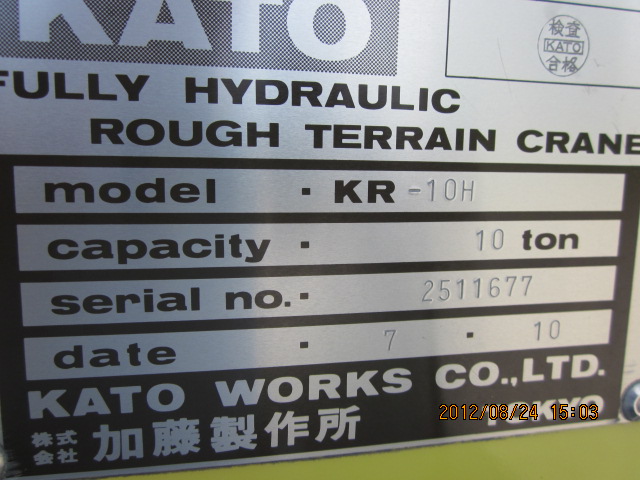 KATO
検査
KATO
合格
FULLY HYDRAULIC
ROUGH TERRAIN CRANE
model · KR-10H
capacity · 10 ton
serial no. · 2511677
date · 7 · 10
KATO WORKS CO.,LTD.
株式会社 加藤製作所
2012/08/24 15:03